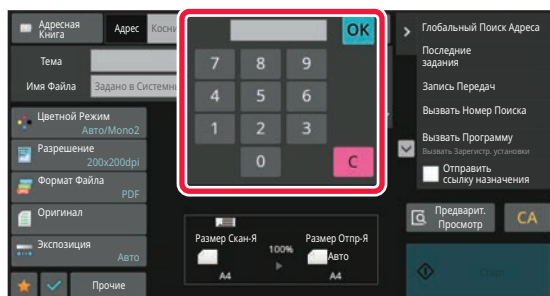 Адресная
Книга
Адрес
Косни
OK
Тема
Имя Файла
Задано в Системны
7 8 9
4 5 6
1 2 3
0 C
Цветной Режим
Авто/Mono2
Разрешение
200x200dpi
Формат Файла
PDF
Оригинал
Экспозиция
Авто
Прочие
Размер Скан-Я
100%
Размер Отпр-Я
Авто
A4
A4
Глобальный Поиск Адреса
Последние
задания
Запись Передач
Вызвать Номер Поиска
Вызвать Программу
Вызвать Зарегистр. установки
Отправить
ссылку назначения
Предварит.
Просмотр
CA
Старт